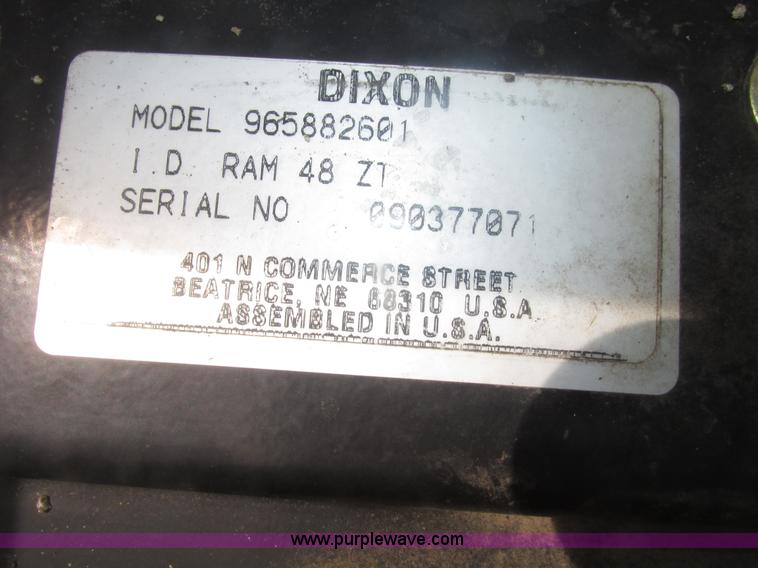 DIXON
MODEL 965882601
I.D. RAM 48 ZT
SERIAL NO 090377071
401 N COMMERCE STREET
BEATRICE, NE 68310 U.S.A
ASSEMBLED IN U.S.A.
www.purplewave.com